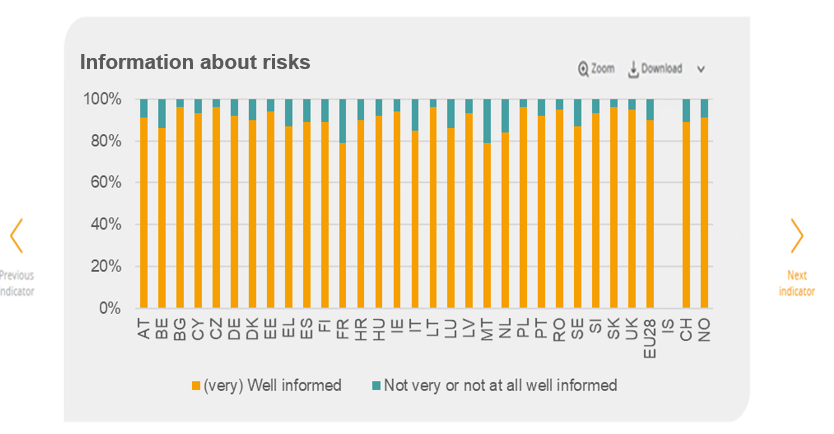 Information about risks
Zoom Download
100%
80%
60%
40%
20%
0%
AT BE BG CY CZ DE DK EE EL ES FI FR HR HU IE IT LT LU LV MT NL PL PT RO SE SI SK UK EU28 IS CH NO
(very) Well informed Not very or not at all well informed
Previous
ndicator
Next
indicator